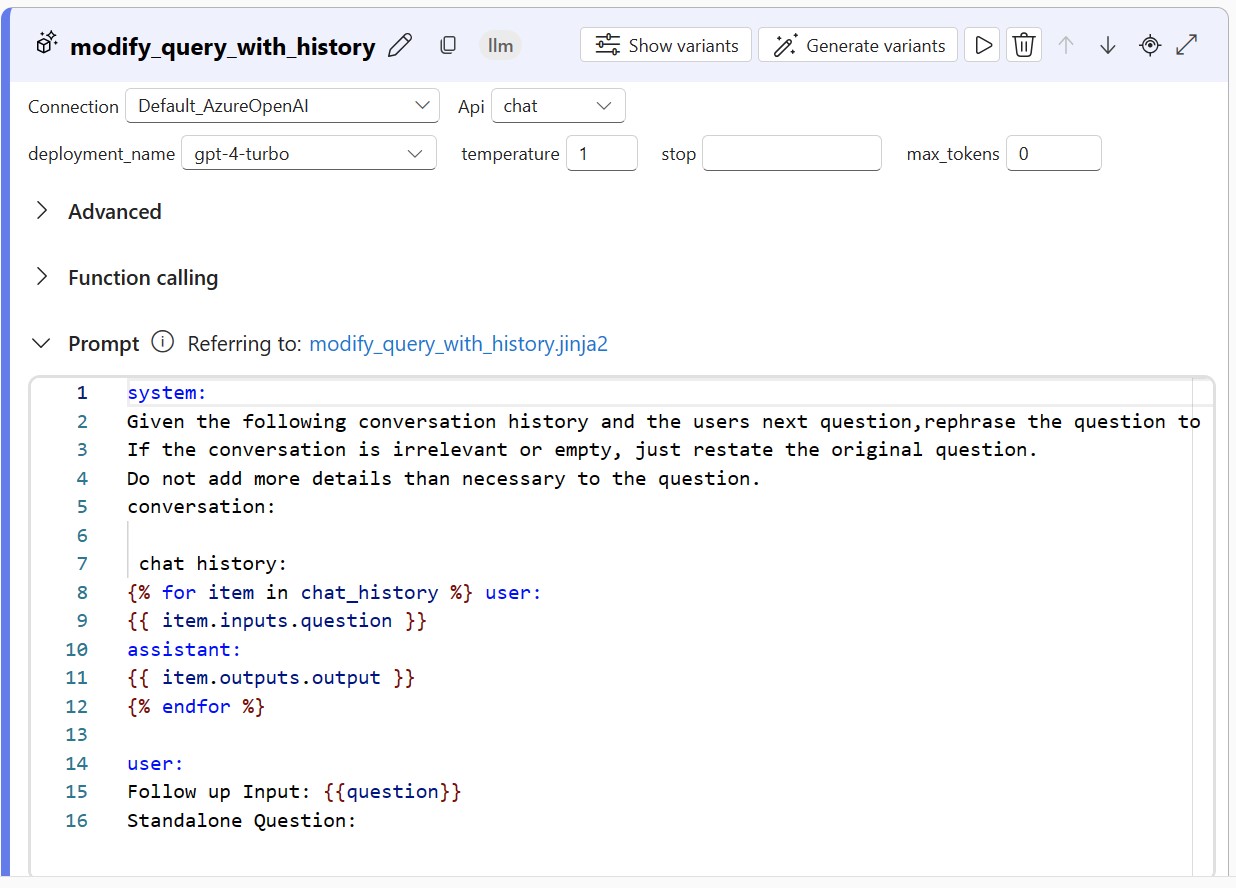 modify_query_with_history llm Show variants Generate variants
Connection Default_AzureOpenAI Api chat
deployment_name gpt-4-turbo temperature 1 stop max_tokens 0
Advanced
Function calling
Prompt Referring to: modify_query_with_history.jinja2
1 system:
2 Given the following conversation history and the users next question,rephrase the question to
3 If the conversation is irrelevant or empty, just restate the original question.
4 Do not add more details than necessary to the question.
5 conversation:
6
7 chat history:
8 {% for item in chat_history %} user:
9 {{ item.inputs.question }}
10 assistant:
11 {{ item.outputs.output }}
12 {% endfor %}
13
14 user:
15 Follow up Input: {{question}}
16 Standalone Question: